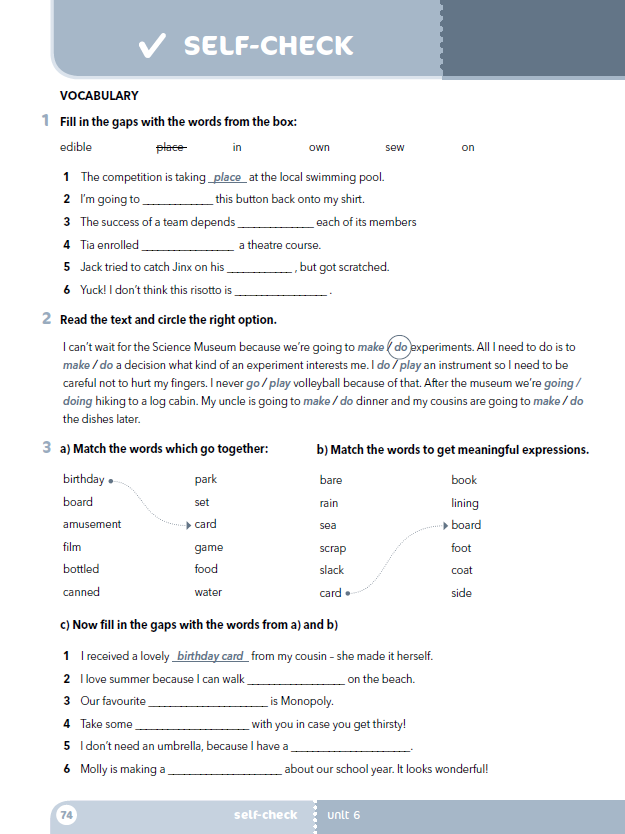 ✓ SELF-CHECK
VOCABULARY
1 Fill in the gaps with the words from the box:
edible place in own sew on
1 The competition is taking place at the local swimming pool.
2 I'm going to ____________ this button back onto my shirt.
3 The success of a team depends ____________ each of its members
4 Tia enrolled ________________ a theatre course.
5 Jack tried to catch Jinx on his ___________ , but got scratched.
6 Yuck! I don't think this risotto is ________________ .
2 Read the text and circle the right option.
I can't wait for the Science Museum because we're going to make / do experiments. All I need to do is to
make / do a decision what kind of an experiment interests me. I do / play an instrument so I need to be
careful not to hurt my fingers. I never go / play volleyball because of that. After the museum we're going /
doing hiking to a log cabin. My uncle is going to make / do dinner and my cousins are going to make / do
the dishes later.
3 a) Match the words which go together:
birthday park
board set
amusement card
film game
bottled food
canned water
b) Match the words to get meaningful expressions.
bare book
rain lining
sea board
scrap foot
slack coat
card side
c) Now fill in the gaps with the words from a) and b)
1 I received a lovely birthday card from my cousin – she made it herself.
2 I love summer because I can walk _________________ on the beach.
3 Our favourite _____________________ is Monopoly.
4 Take some ____________________ with you in case you get thirsty!
5 I don't need an umbrella, because I have a _____________________.
6 Molly is making a ____________________ about our school year. It looks wonderful!
74 self-check unit 6